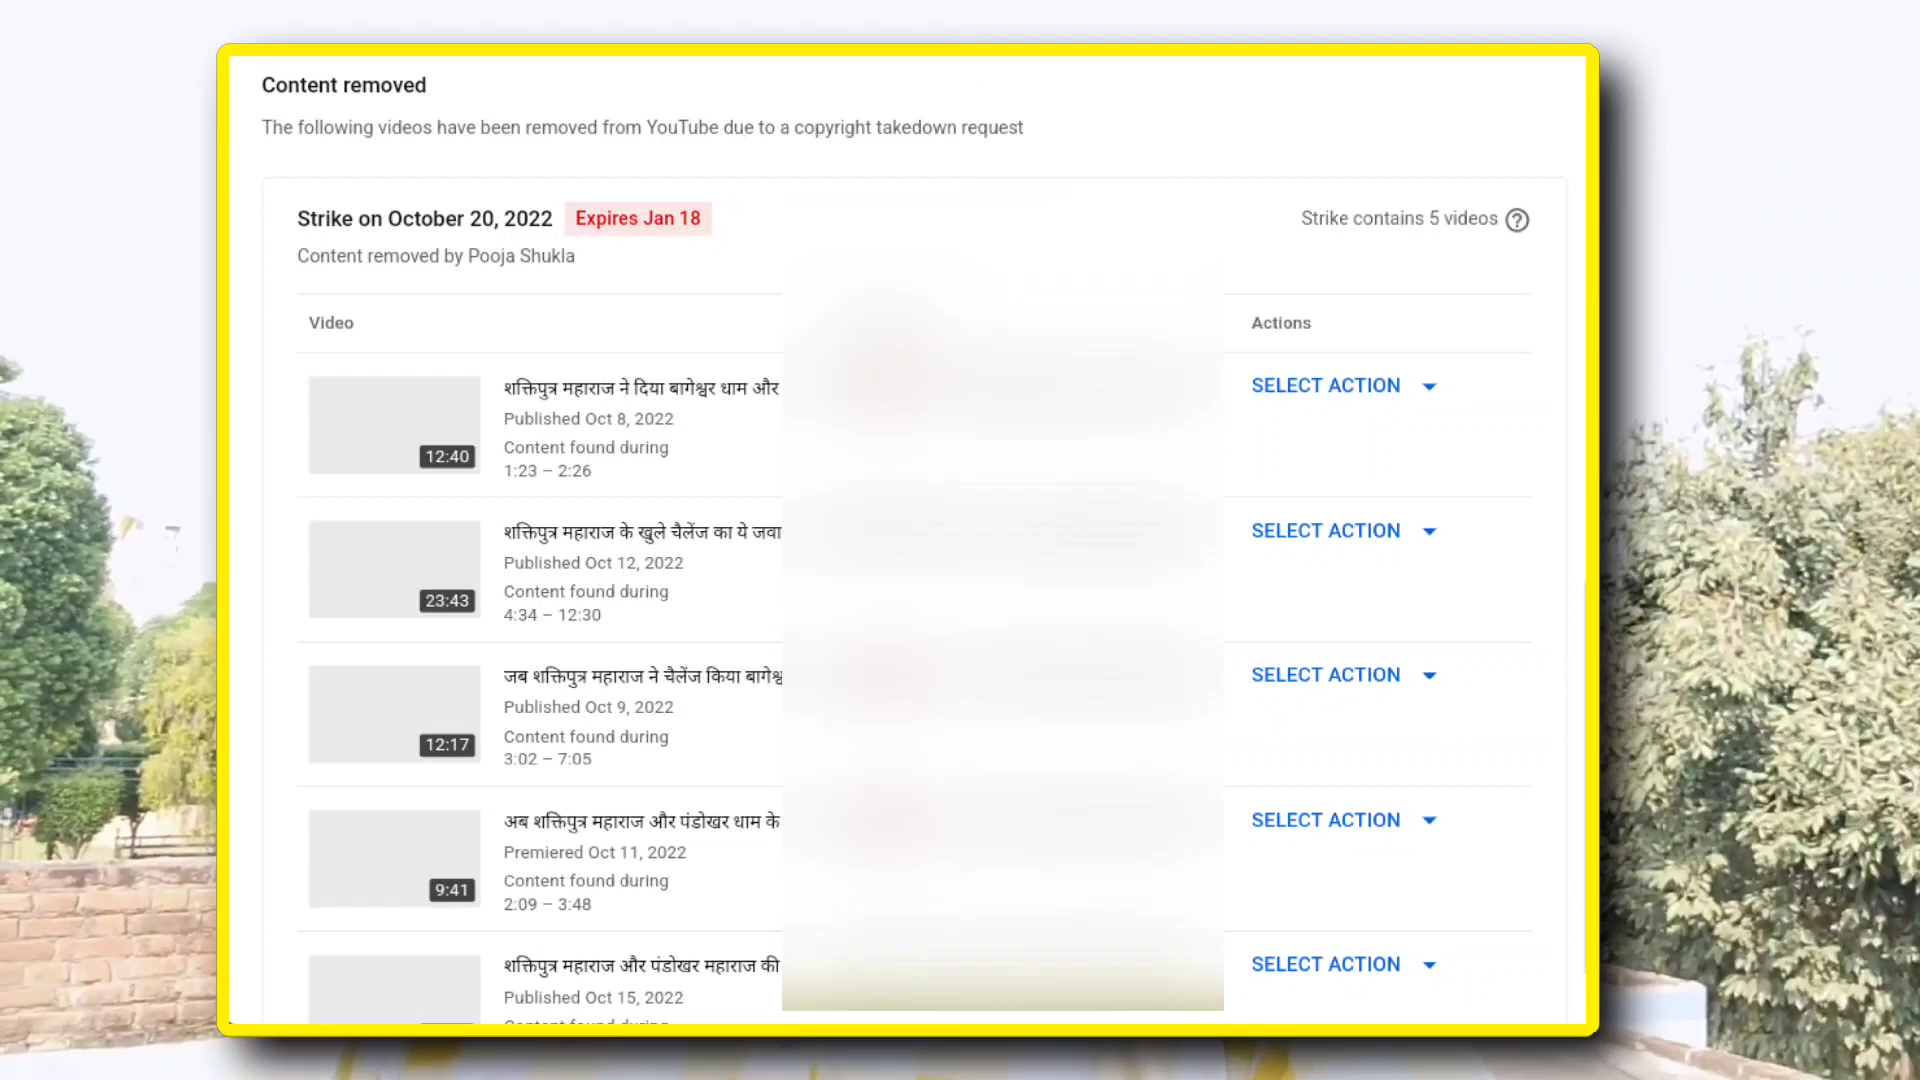 Content removed
The following videos have been removed from YouTube due to a copyright takedown request
Strike on October 20, 2022 Expires Jan 18 Strike contains 5 videos
Content removed by Pooja Shukla
Video Actions
शक्तिपुत्र महाराज ने दिया बागेश्वर धाम और SELECT ACTION
Published Oct 8, 2022
Content found during
12:40
1:23 – 2:26
शक्तिपुत्र महाराज के खुले चैलेंज का ये जवा SELECT ACTION
Published Oct 12, 2022
Content found during
23:43
4:34 – 12:30
जब शक्तिपुत्र महाराज ने चैलेंज किया बागेश्व SELECT ACTION
Published Oct 9, 2022
Content found during
12:17
3:02 – 7:05
अब शक्तिपुत्र महाराज और पंडोखर धाम के SELECT ACTION
Premiered Oct 11, 2022
Content found during
9:41
2:09 – 3:48
शक्तिपुत्र महाराज और पंडोखर महाराज की SELECT ACTION
Published Oct 15, 2022